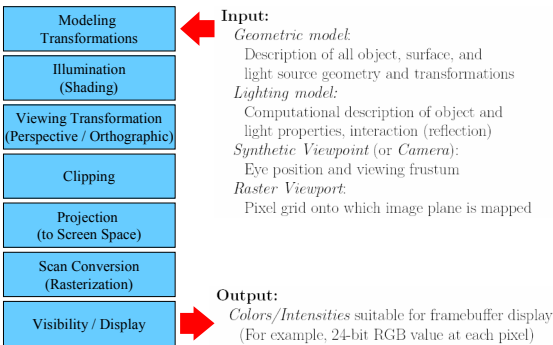 Modeling
Transformations
Illumination
(Shading)
Viewing Transformation
(Perspective / Orthographic)
Clipping
Projection
(to Screen Space)
Scan Conversion
(Rasterization)
Visibility / Display
Input:
Geometric model:
Description of all object, surface, and
light source geometry and transformations
Lighting model:
Computational description of object and
light properties, interaction (reflection)
Synthetic Viewpoint (or Camera):
Eye position and viewing frustum
Raster Viewport:
Pixel grid onto which image plane is mapped
Output:
Colors/Intensities suitable for framebuffer display
(For example, 24-bit RGB value at each pixel)